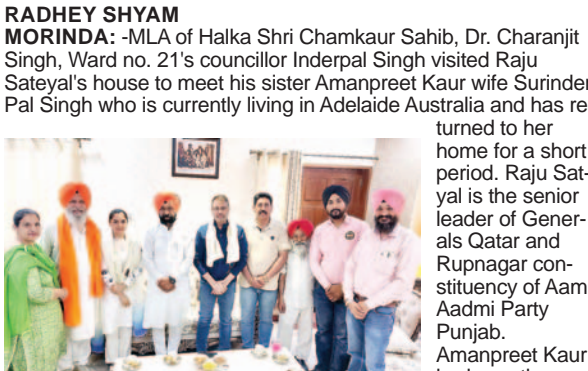 RADHEY SHYAM
MORINDA: -MLA of Halka Shri Chamkaur Sahib, Dr. Charanjit
Singh, Ward no. 21's councillor Inderpal Singh visited Raju
Sateyal's house to meet his sister Amanpreet Kaur wife Surinder
Pal Singh who is currently living in Adelaide Australia and has re
turned to her
home for a short
period. Raju Sat-
yal is the senior
leader of Gener-
als Qatar and
Rupnagar con-
stituency of Aam
Aadmi Party
Punjab.
Amanpreet Kaur